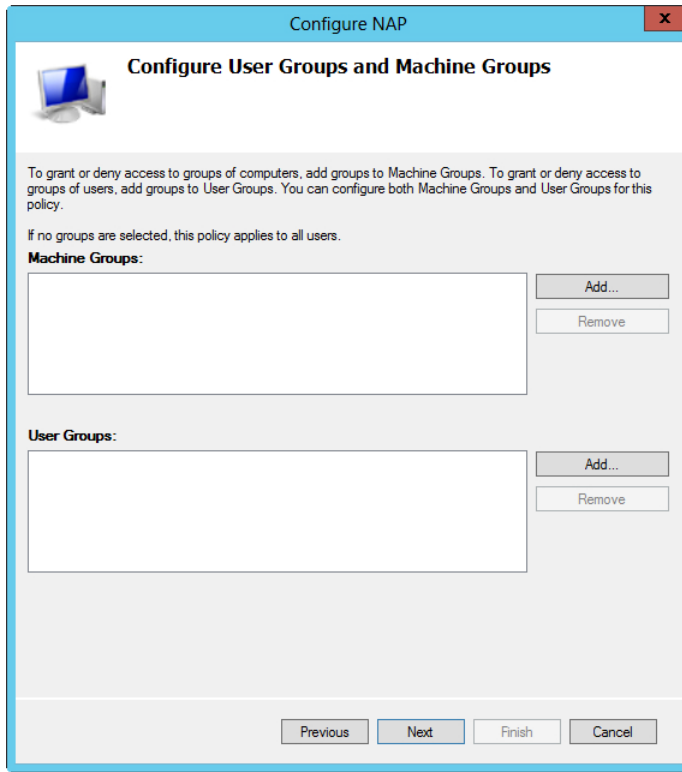 Configure NAP
x
Configure User Groups and Machine Groups
To grant or deny access to groups of computers, add groups to Machine Groups. To grant or deny access to
groups of users, add groups to User Groups. You can configure both Machine Groups and User Groups for this
policy.
If no groups are selected, this policy applies to all users.
Machine Groups:
Add...
Remove
User Groups:
Add...
Remove
Previous Next Finish Cancel